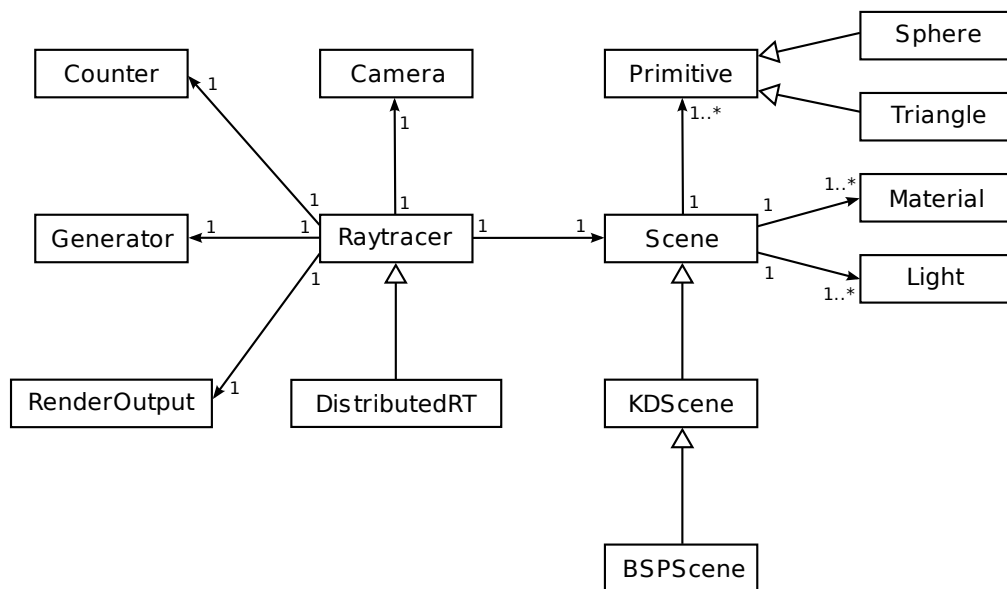 Sphere
Counter
Camera
Primitive
1
1
1..*
Triangle
1..*
Material
1
1
1
1
Generator
1
1
Raytracer
1
1
Scene
1
1
1..*
Light
RenderOutput
1
DistributedRT
KDScene
BSPScene